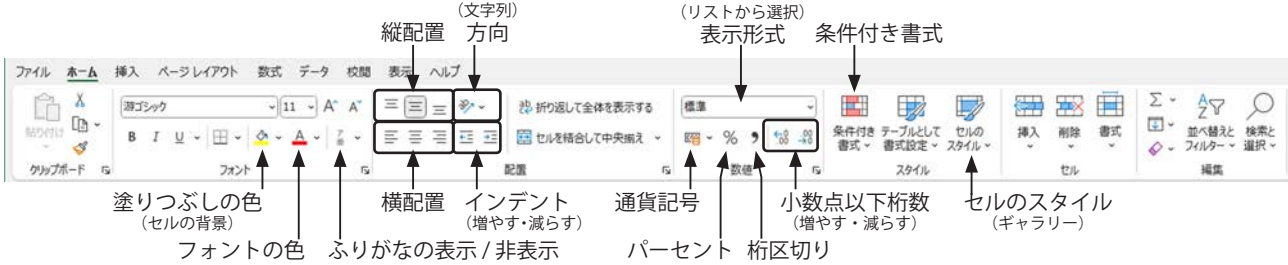 （文字列）
（リストから選択）
縦配置 方向 表示形式 条件付き書式
ファイル ホーム 挿入 ページ レイアウト 数式 データ 校閲 表示 ヘルプ
游ゴシック 11 A A 折り返して全体を表示する 標準
貼り付け B I U A セルを結合して中央揃え % 条件付き書式 テーブルとして書式設定 セルのスタイル 挿入 削除 書式 並べ替えとフィルター 検索と選択
クリップボード フォント 配置 数値 スタイル セル 編集
塗りつぶしの色 横配置 インデント 通貨記号 小数点以下桁数 セルのスタイル
（セルの背景） （増やす・減らす） （増やす・減らす） （ギャラリー）
フォントの色 ふりがなの表示 / 非表示 パーセント 桁区切り